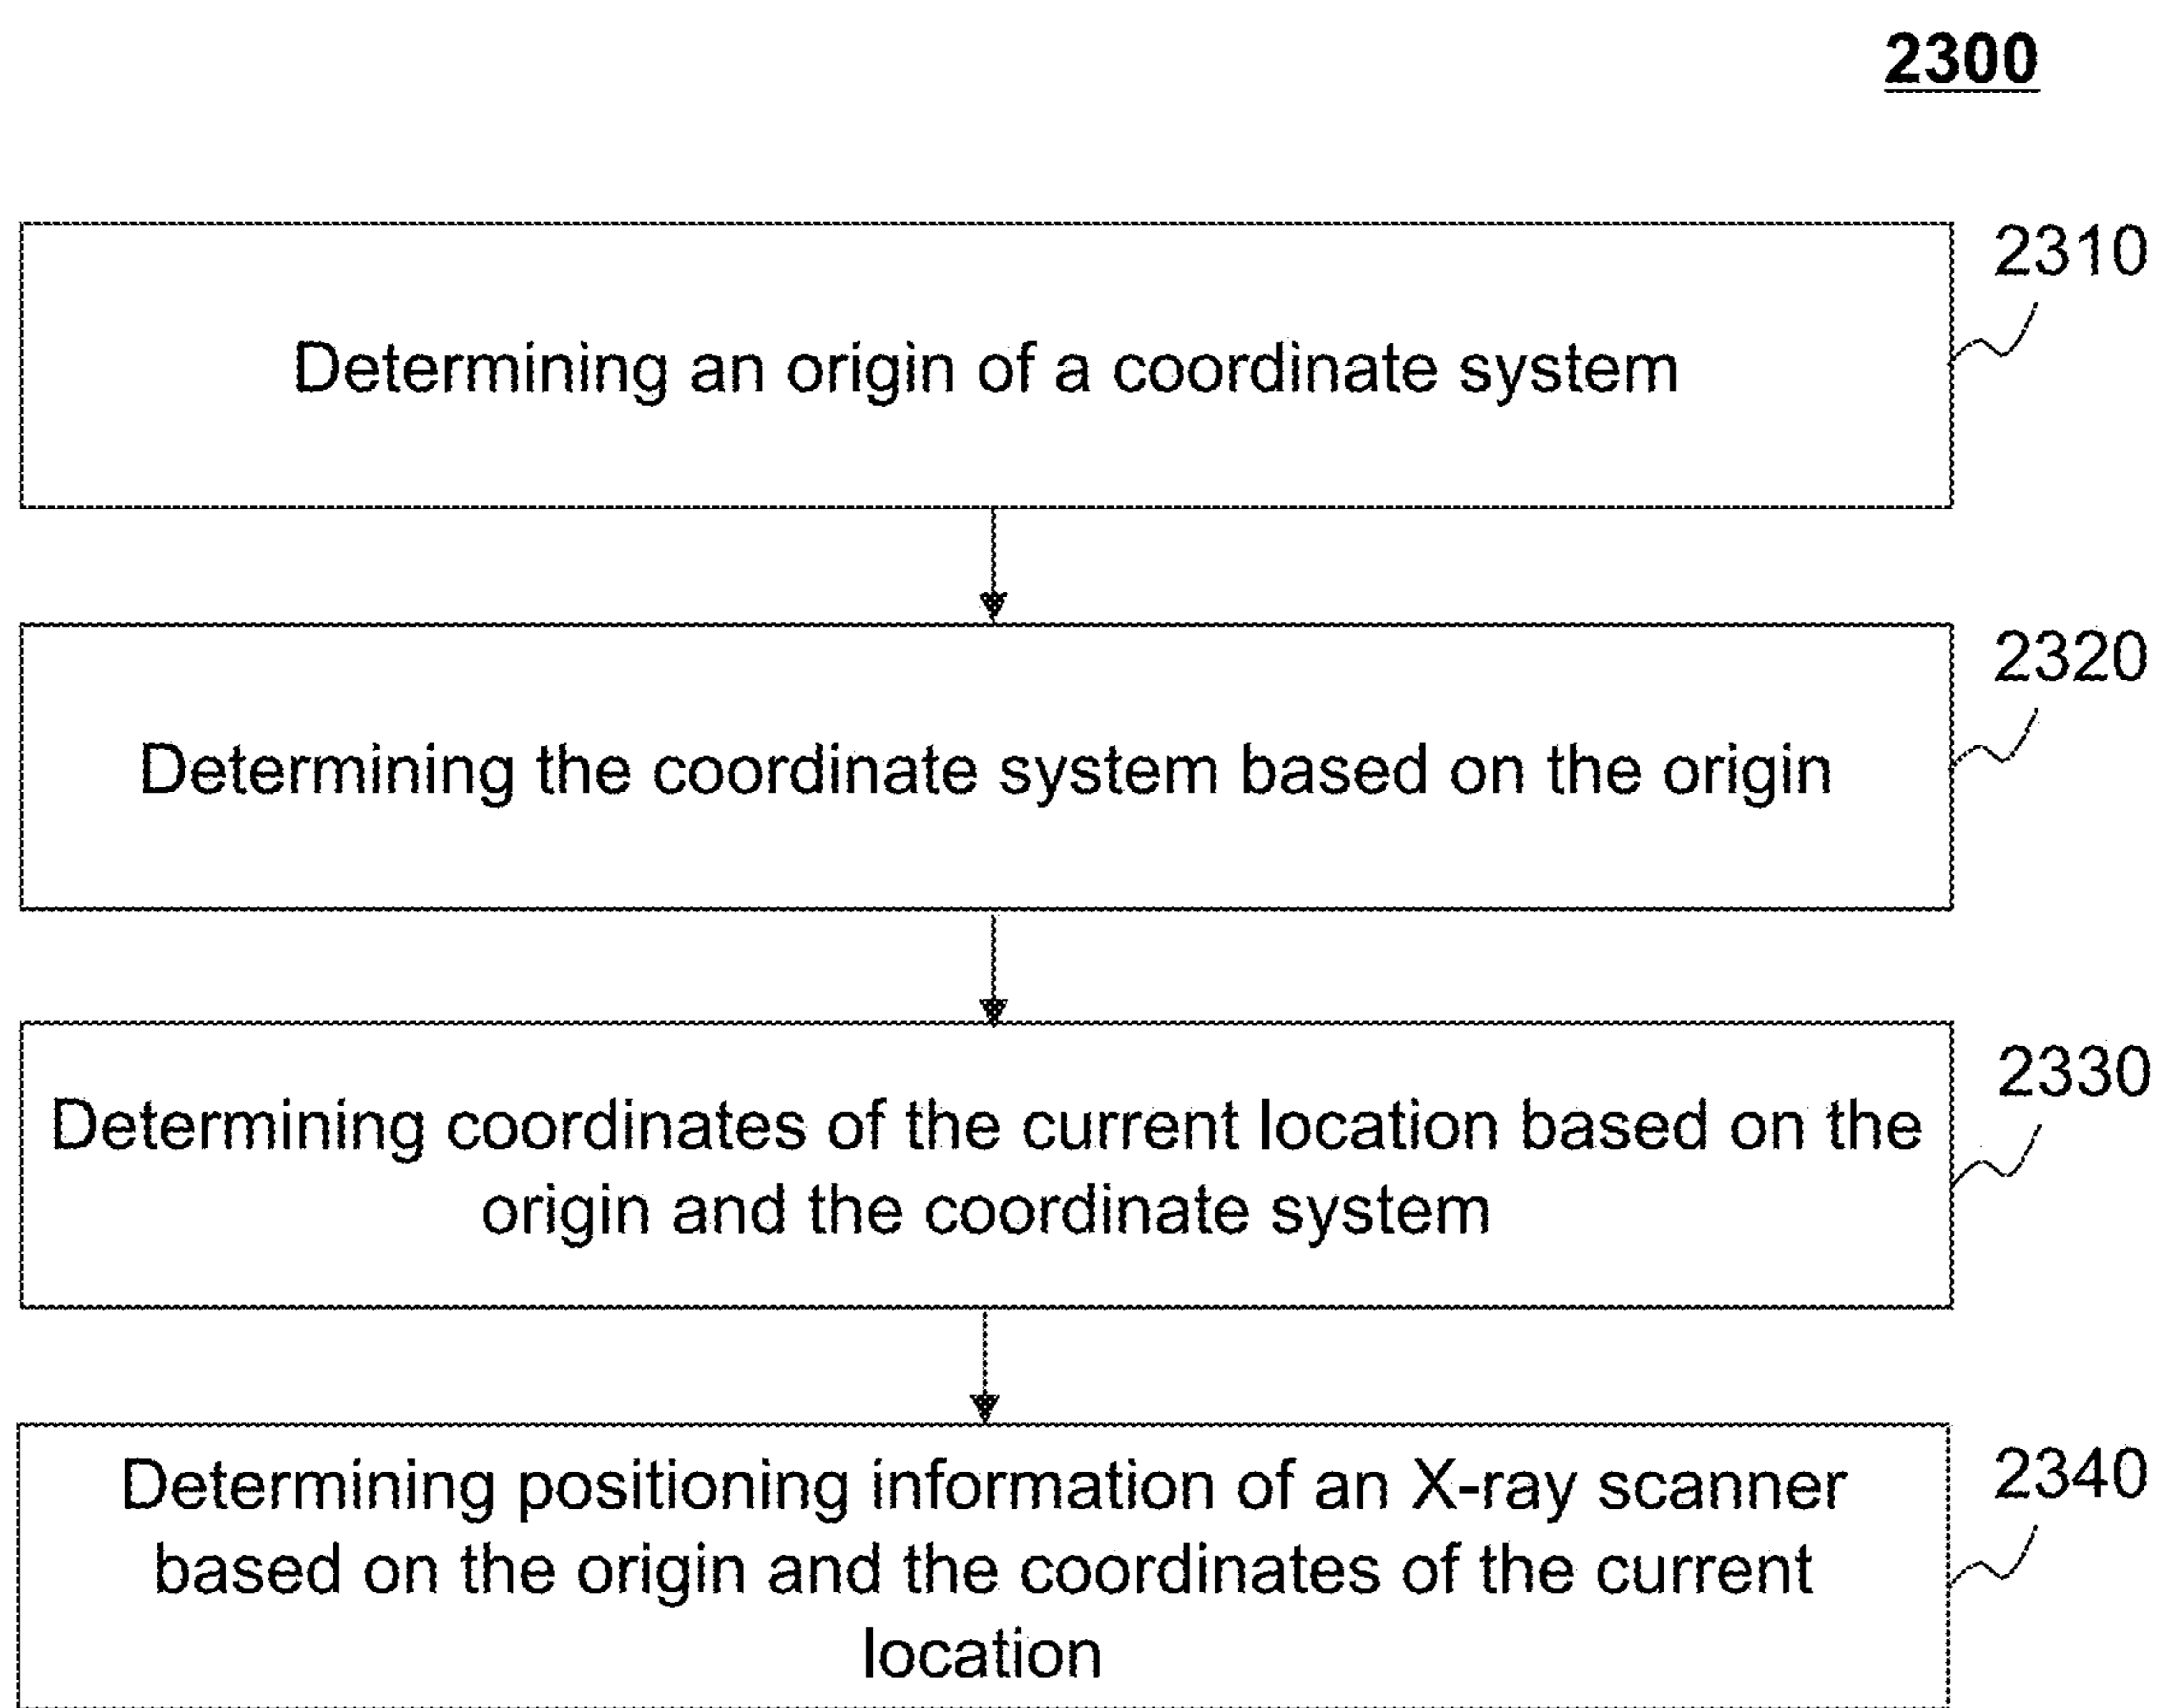 2300
2310
Determining an origin of a coordinate system
2320
Determining the coordinate system based on the origin
2330
Determining coordinates of the current location based on the
origin and the coordinate system
2340
Determining positioning information of an X-ray scanner
based on the origin and the coordinates of the current
location